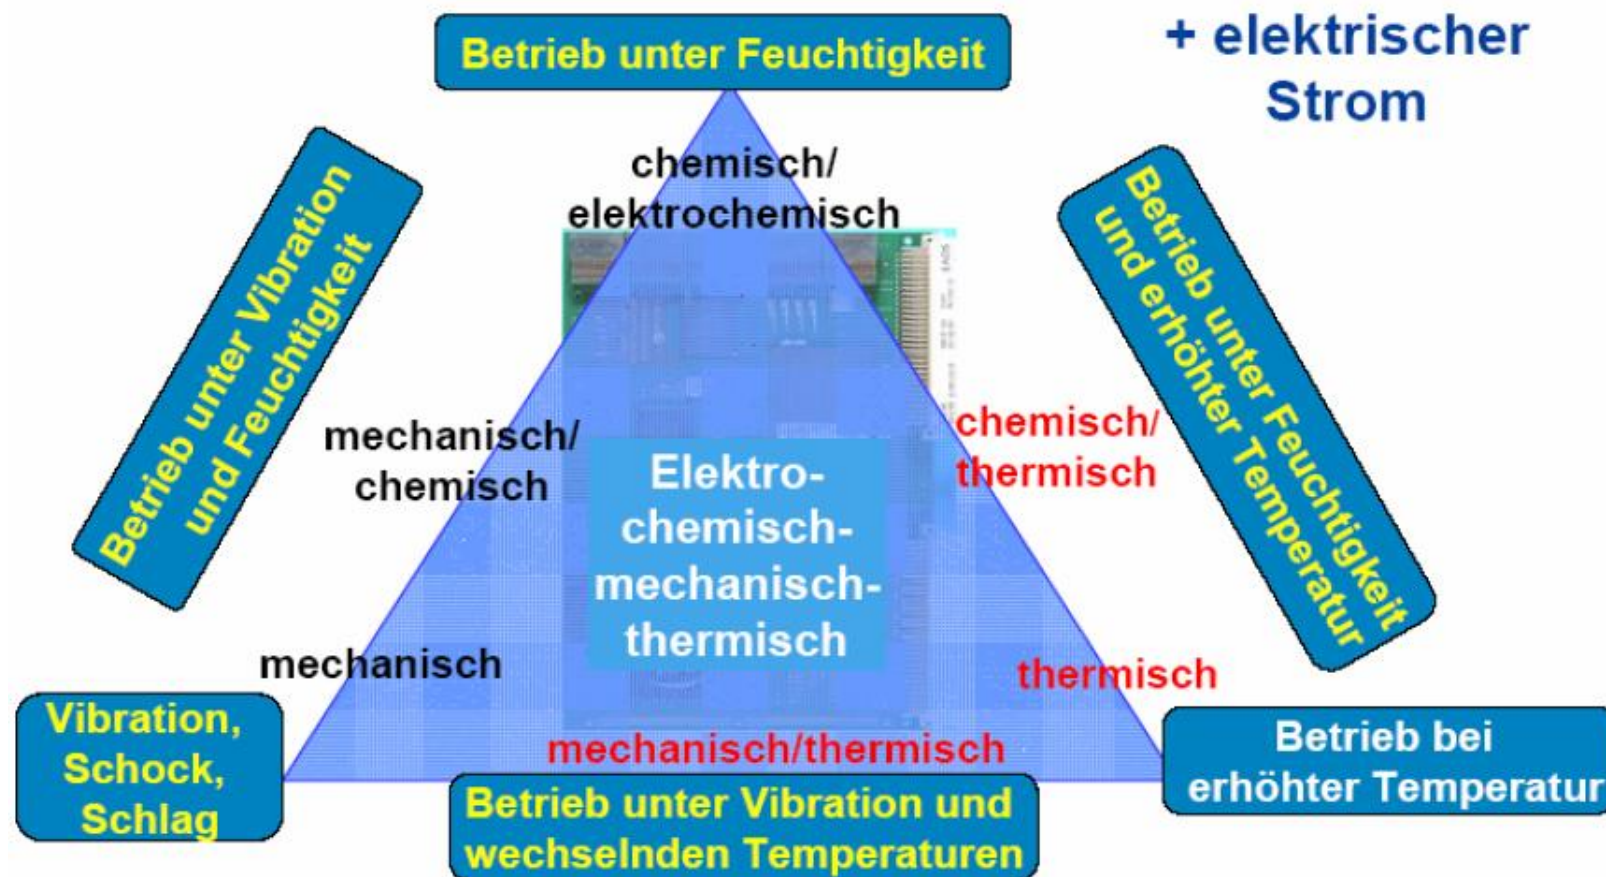 Betrieb unter Feuchtigkeit
+ elektrischer
Strom
chemisch/
elektrochemisch
Betrieb unter Vibration
und Feuchtigkeit
Betrieb unter Feuchtigkeit
und erhöhter Temperatur
mechanisch/
chemisch
chemisch/
thermisch
Elektro-
chemisch-
mechanisch-
thermisch
mechanisch
thermisch
Vibration,
Schock,
Schlag
mechanisch/thermisch
Betrieb bei
erhöhter Temperatur
Betrieb unter Vibration und
wechselnden Temperaturen